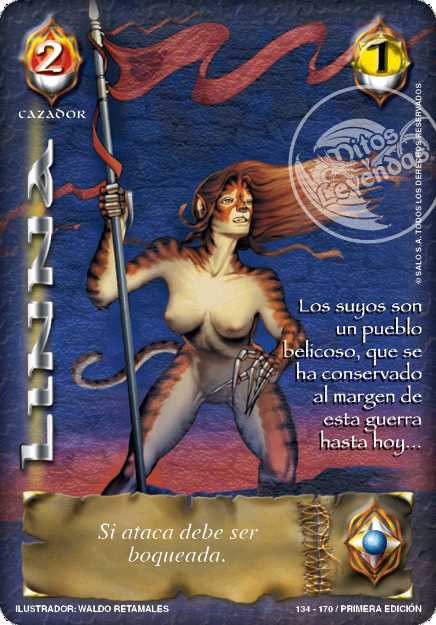 2
1
CAZADOR
Mitos
y
Leyendas
© SALO S.A. TODOS LOS DERECHOS RESERVADOS
LINNA
Los suyos son
un pueblo
belicoso, que se
ha conservado
al margen de
esta guerra
hasta hoy...
Si ataca debe ser
boqueada.
ILUSTRADOR: WALDO RETAMALES
134 - 170 / PRIMERA EDICIÓN